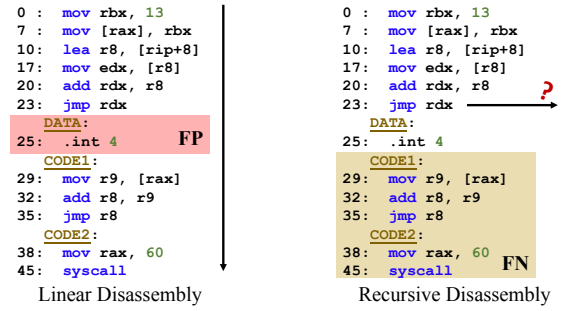 0 : mov rbx, 13
7 : mov [rax], rbx
10: lea r8, [rip+8]
17: mov edx, [r8]
20: add rdx, r8
23: jmp rdx
DATA:
25: .int 4 FP
CODE1:
29: mov r9, [rax]
32: add r8, r9
35: jmp r8
CODE2:
38: mov rax, 60
45: syscall
Linear Disassembly
0 : mov rbx, 13
7 : mov [rax], rbx
10: lea r8, [rip+8]
17: mov edx, [r8]
20: add rdx, r8
23: jmp rdx ?
DATA:
25: .int 4
CODE1:
29: mov r9, [rax]
32: add r8, r9
35: jmp r8
CODE2:
38: mov rax, 60
45: syscall FN
Recursive Disassembly